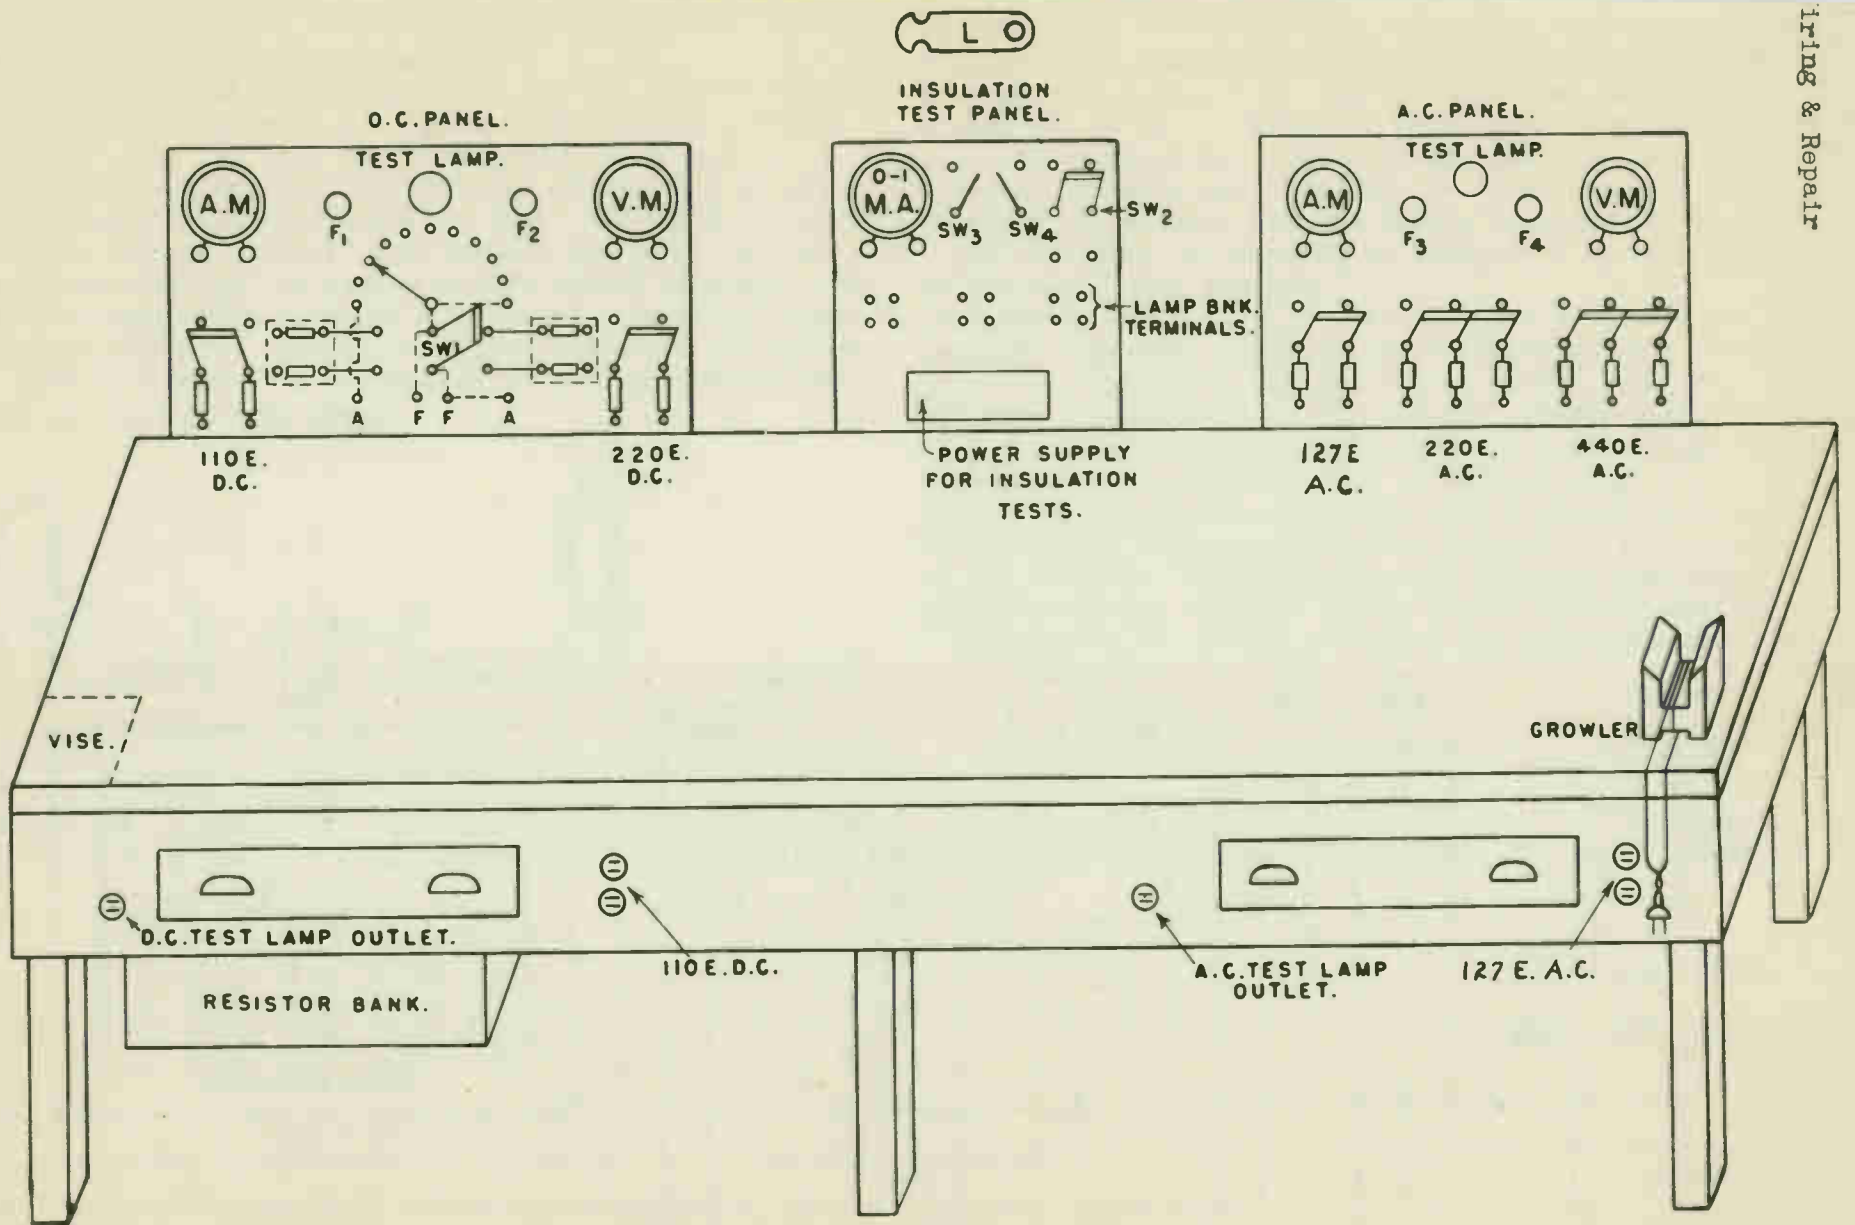 iring & Repair
L
INSULATION
TEST PANEL.
O.C. PANEL.
TEST LAMP.
A.M.
F1
F2
V.M.
SW1
A
F
F
A
110 E.
D.C.
220E.
D.C.
0-1
M.A.
SW3
SW4
SW2
LAMP BNK.
TERMINALS.
POWER SUPPLY
FOR INSULATION
TESTS.
A.C. PANEL.
TEST LAMP.
A.M
F3
F4
V.M.
127E
A.C.
220E.
A.C.
440E.
A.C.
VISE.
GROWLER
D.C. TEST LAMP OUTLET.
110 E. D.C.
A.C. TEST LAMP
OUTLET.
127 E. A.C.
RESISTOR BANK.